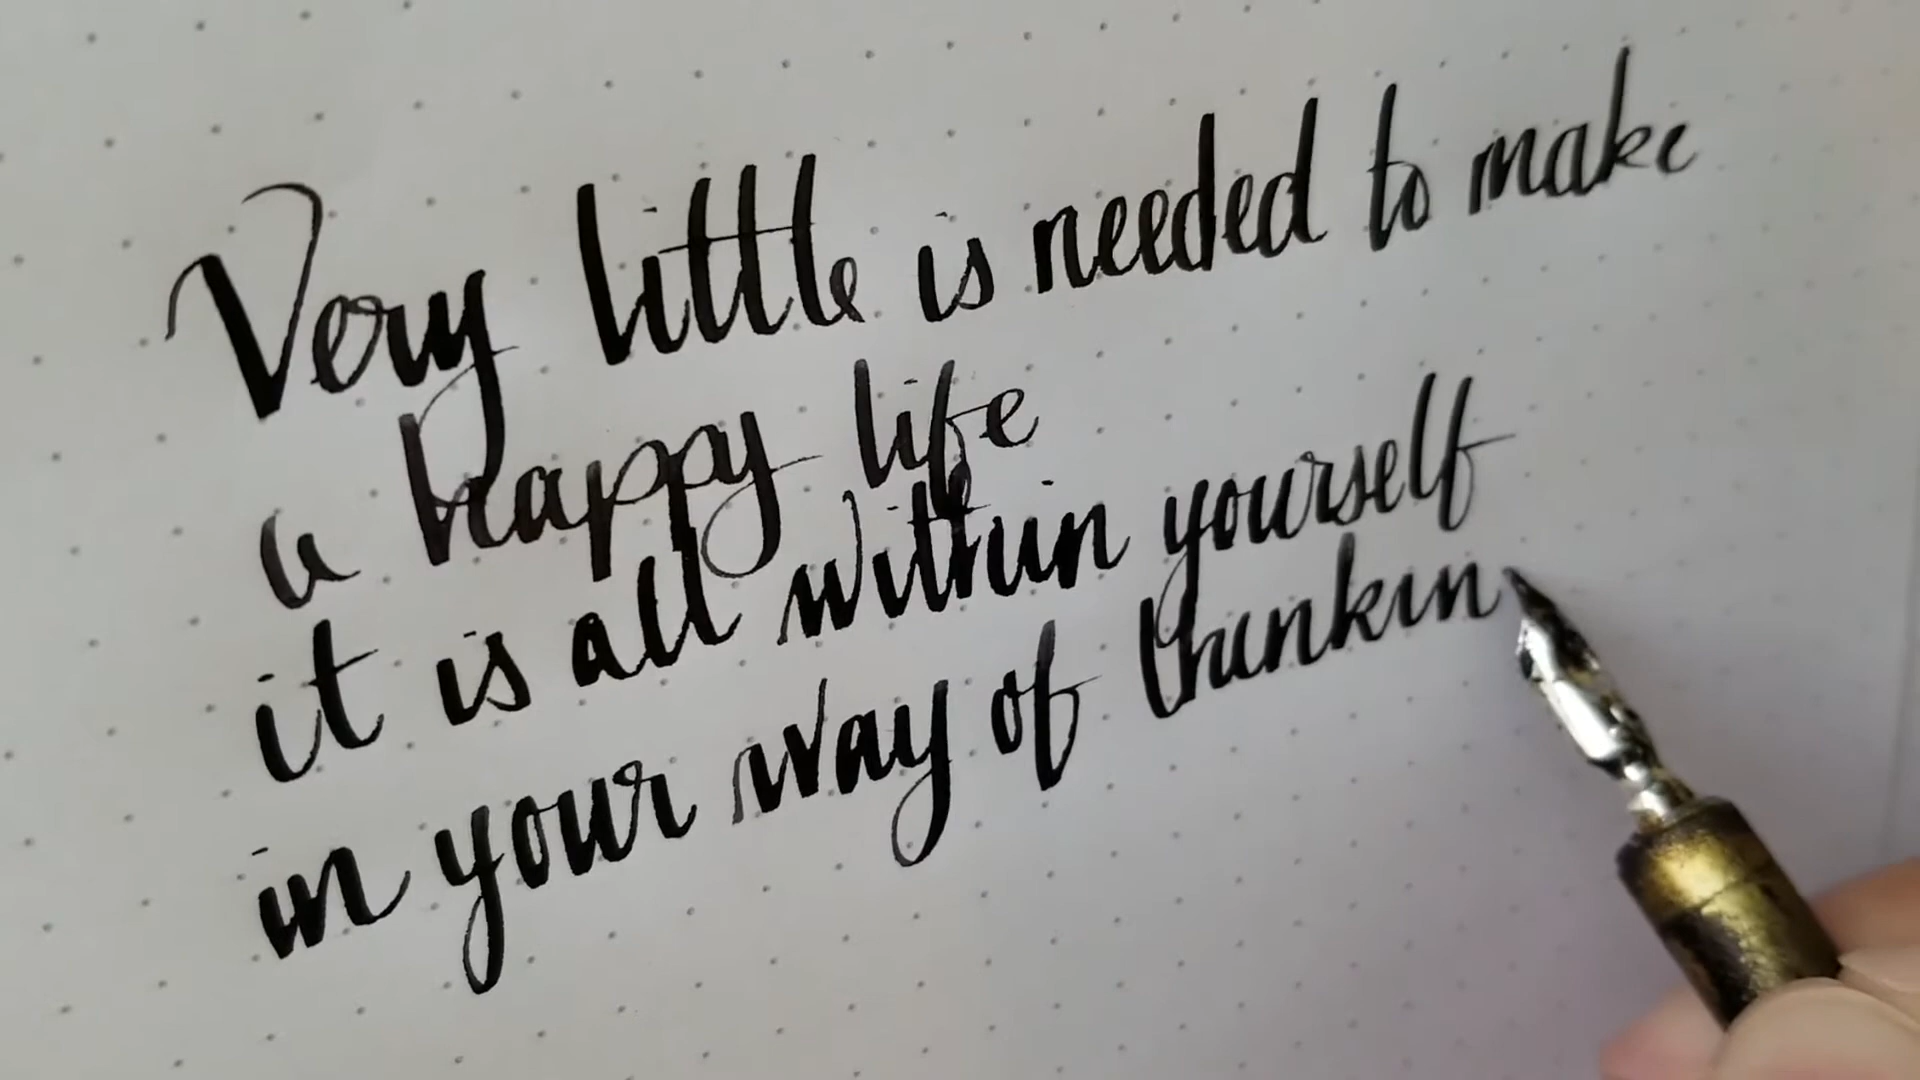 Very little is needed to make
a happy life
it is all within yourself
in your way of thinkin